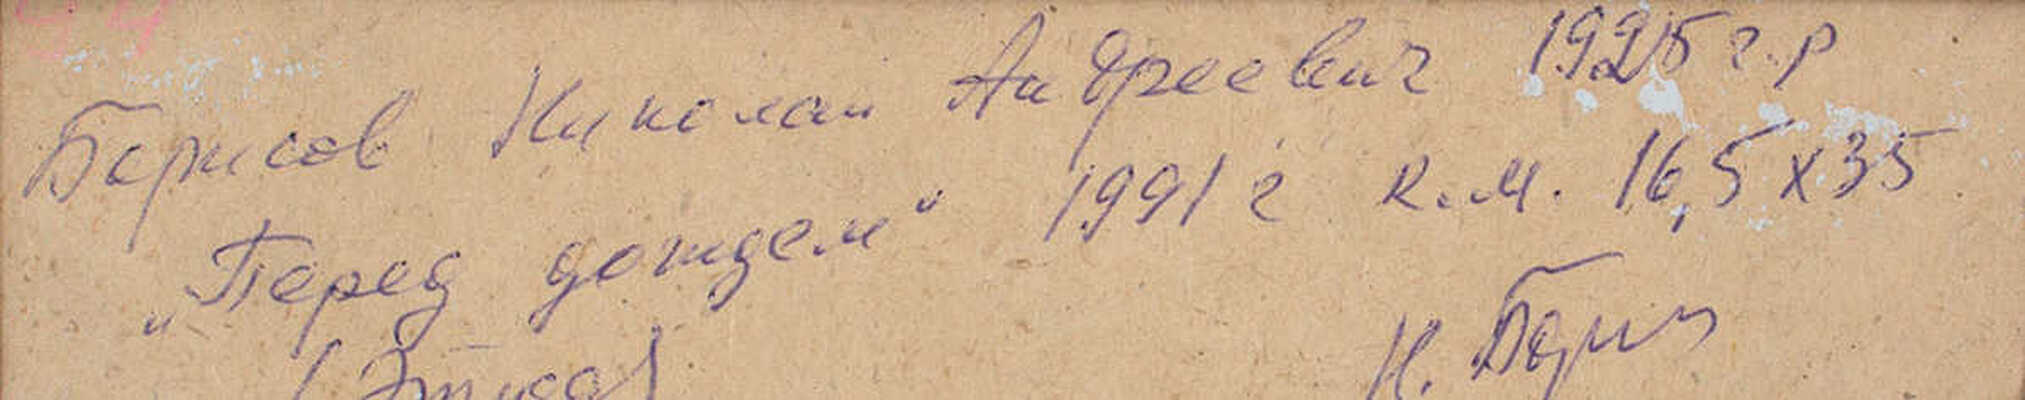 Борисов Николай Андреевич 1925 г.р
„Перед дождем" 1991 г к.м. 16,5 х 35
(Этюд)
Н. Борис